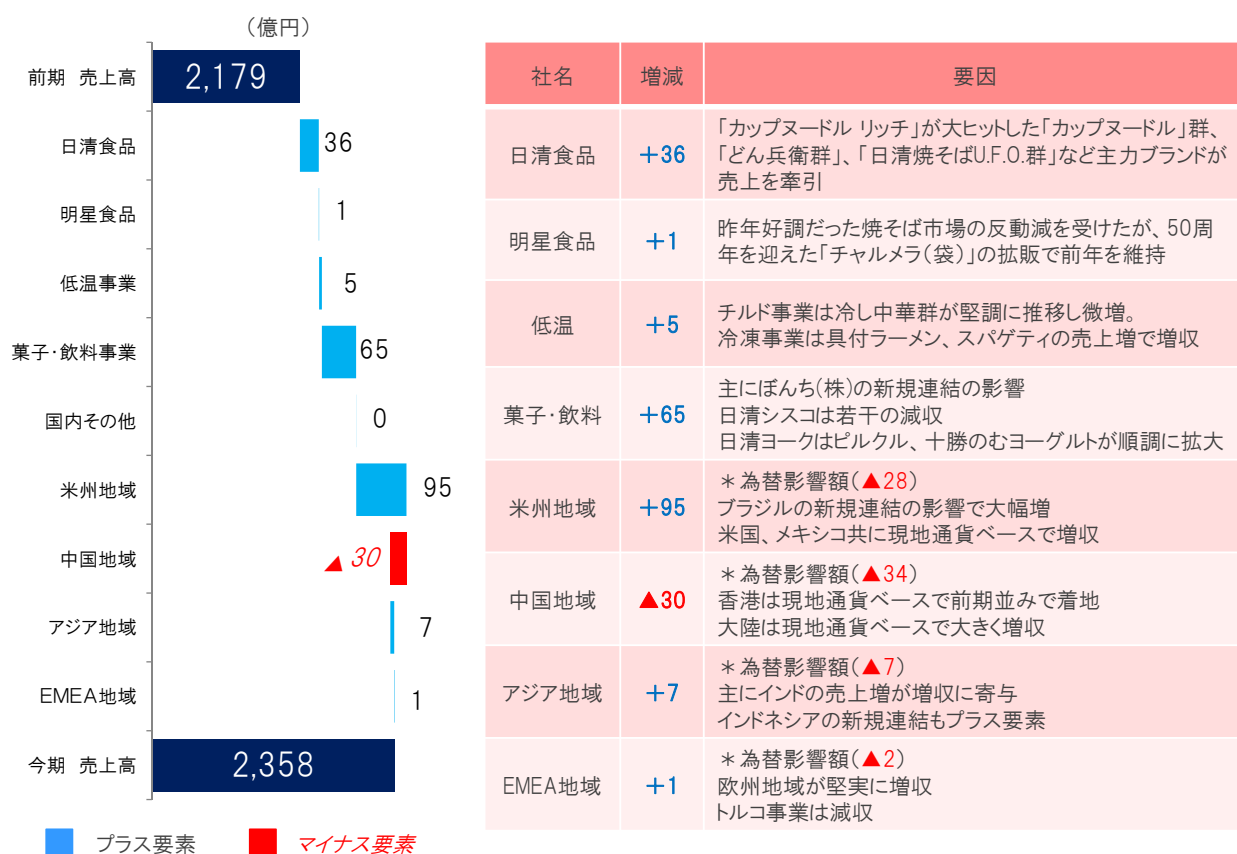 (億円)
前期 売上高
2,179
日清食品
36
明星食品
1
低温事業
5
菓子・飲料事業
65
国内その他
0
米州地域
95
中国地域
▲ 30
アジア地域
7
EMEA地域
1
今期 売上高
2,358
プラス要素
マイナス要素
社名 増減 要因
日清食品 +36
「カップヌードル リッチ」が大ヒットした「カップヌードル」群、
「どん兵衛群」、「日清焼そばU.F.O.群」など主力ブランドが
売上を牽引
明星食品 +1
昨年好調だった焼そば市場の反動減を受けたが、50周
年を迎えた「チャルメラ(袋)」の拡販で前年を維持
低温 +5
チルド事業は冷し中華群が堅調に推移し微増。
冷凍事業は具付ラーメン、スパゲティの売上増で増収
菓子・飲料 +65
主にぼんち(株)の新規連結の影響
日清シスコは若干の減収
日清ヨークはピルクル、十勝のむヨーグルトが順調に拡大
米州地域 +95
*為替影響額(▲28)
ブラジルの新規連結の影響で大幅増
米国、メキシコ共に現地通貨ベースで増収
中国地域 ▲30
*為替影響額(▲34)
香港は現地通貨ベースで前期並みで着地
大陸は現地通貨ベースで大きく増収
アジア地域 +7
*為替影響額(▲7)
主にインドの売上増が増収に寄与
インドネシアの新規連結もプラス要素
EMEA地域 +1
*為替影響額(▲2)
欧州地域が堅実に増収
トルコ事業は減収